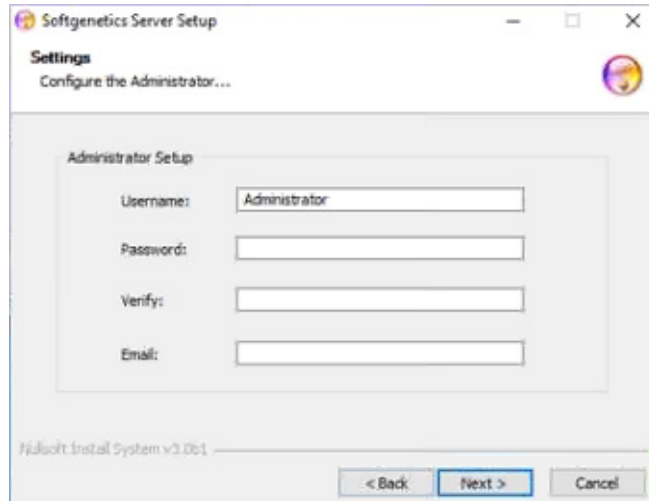 Softgenetics Server Setup
Settings
Configure the Administrator...
Administrator Setup
Username: Administrator
Password:
Verify:
Email:
Nullsoft Install System v3.0b1
< Back Next > Cancel